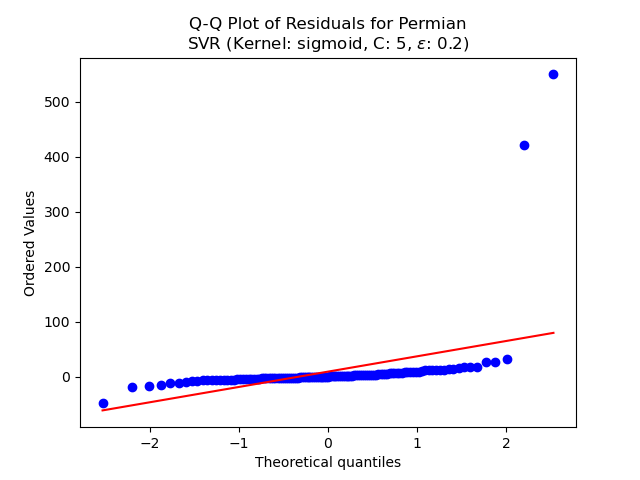 Q-Q Plot of Residuals for Permian
SVR (Kernel: sigmoid, C: 5, ε: 0.2)
500
400
300
200
100
0
Ordered Values
−2
−1
0
1
2
Theoretical quantiles